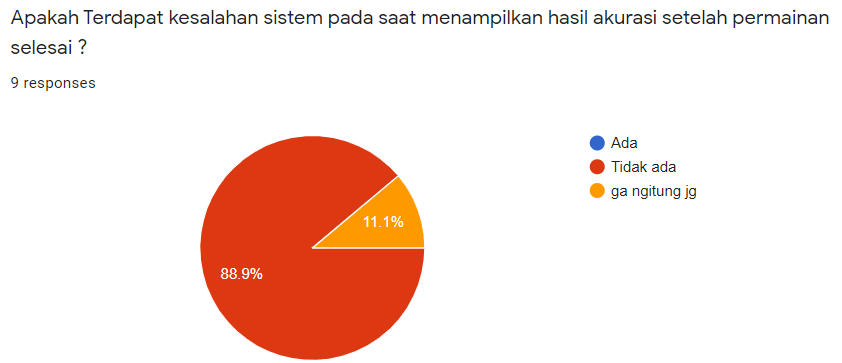 Apakah Terdapat kesalahan sistem pada saat menampilkan hasil akurasi setelah permainan
selesai ?
9 responses
Ada
Tidak ada
ga ngitung jg
11.1%
88.9%